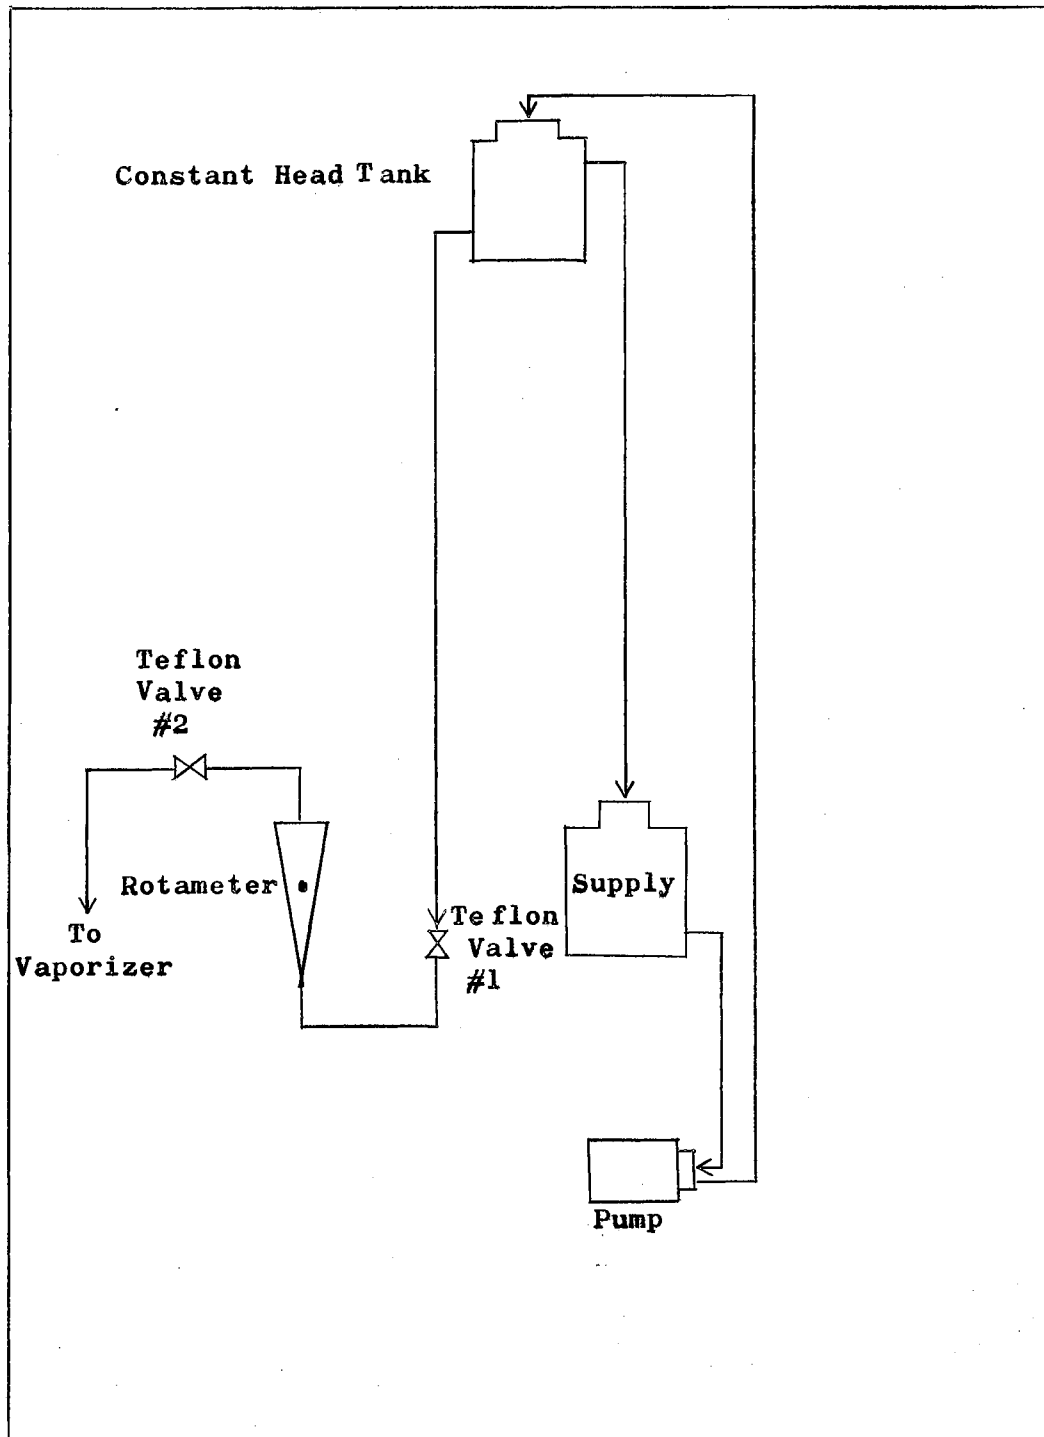 Constant Head Tank
Teflon
Valve
#2
Rotameter
Supply
To
Vaporizer
Teflon
Valve
#1
Pump